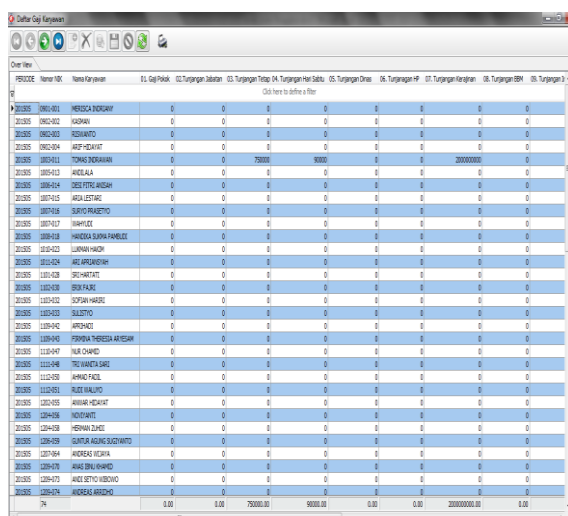 Daftar Gaji Karyawan
Over View
PERIODE Nomor NIK Nama Karyawan 01. Gaji Pokok 02.Tunjangan Jabatan 03. Tunjangan Tetap 04. Tunjangan Hari Sabtu 05. Tunjangan Dinas 06. Tunjanagan HP 07. Tunjangan Kerajinan 08. Tunjangan BBM 09. Tunjangan
Click here to define a filter
201505 0901-001 MERISCA INDRIANY 0 0 0 0 0 0 0 0
201505 0902-002 KASMAN 0 0 0 0 0 0 0 0
201505 0902-003 RISWANTO 0 0 0 0 0 0 0 0
201505 0902-004 ARIF HIDAYAT 0 0 0 0 0 0 0 0
201505 1003-011 TOMAS INDRAWAN 0 0 750000 90000 0 0 2000000000 0
201505 1005-013 ANDILALA 0 0 0 0 0 0 0 0
201505 1006-014 DESI FITRI ANISAH 0 0 0 0 0 0 0 0
201505 1007-015 ARIA LESTARI 0 0 0 0 0 0 0 0
201505 1007-016 SURYO PRASETYO 0 0 0 0 0 0 0 0
201505 1007-017 WAHYUDI 0 0 0 0 0 0 0 0
201505 1008-018 HANDIKA SUKMA PAMBUDI 0 0 0 0 0 0 0 0
201505 1010-023 LUKMAN HAKIM 0 0 0 0 0 0 0 0
201505 1011-024 ARI APRIANSYAH 0 0 0 0 0 0 0 0
201505 1101-028 SRI HARTATI 0 0 0 0 0 0 0 0
201505 1102-030 ERIK FAJRI 0 0 0 0 0 0 0 0
201505 1103-032 SOFIAN HARIRI 0 0 0 0 0 0 0 0
201505 1103-033 SULISTYO 0 0 0 0 0 0 0 0
201505 1109-042 APRIHADI 0 0 0 0 0 0 0 0
201505 1109-043 FIRMINA THERESIA ARYESAM 0 0 0 0 0 0 0 0
201505 1110-047 NUR CHAMID 0 0 0 0 0 0 0 0
201505 1111-048 TRI WANITA SARI 0 0 0 0 0 0 0 0
201505 1112-050 AHMAD FADIL 0 0 0 0 0 0 0 0
201505 1112-051 RUDI WALUYO 0 0 0 0 0 0 0 0
201505 1202-055 ANWAR HIDAYAT 0 0 0 0 0 0 0 0
201505 1204-056 NOVIYANTI 0 0 0 0 0 0 0 0
201505 1204-058 HERMAN ZUHDI 0 0 0 0 0 0 0 0
201505 1206-059 GUNTUR AGUNG SUGIYANTO 0 0 0 0 0 0 0 0
201505 1207-064 ANDREAS WIJAYA 0 0 0 0 0 0 0 0
201505 1209-070 ANAS IBNU KHAMID 0 0 0 0 0 0 0 0
201505 1209-073 ANDI SETYO WIBOWO 0 0 0 0 0 0 0 0
201505 1209-074 ANDREAS ARRIDHO 0 0 0 0 0 0 0 0
74 0.00 0.00 750000.00 90000.00 0.00 0.00 2000000000.00 0.00